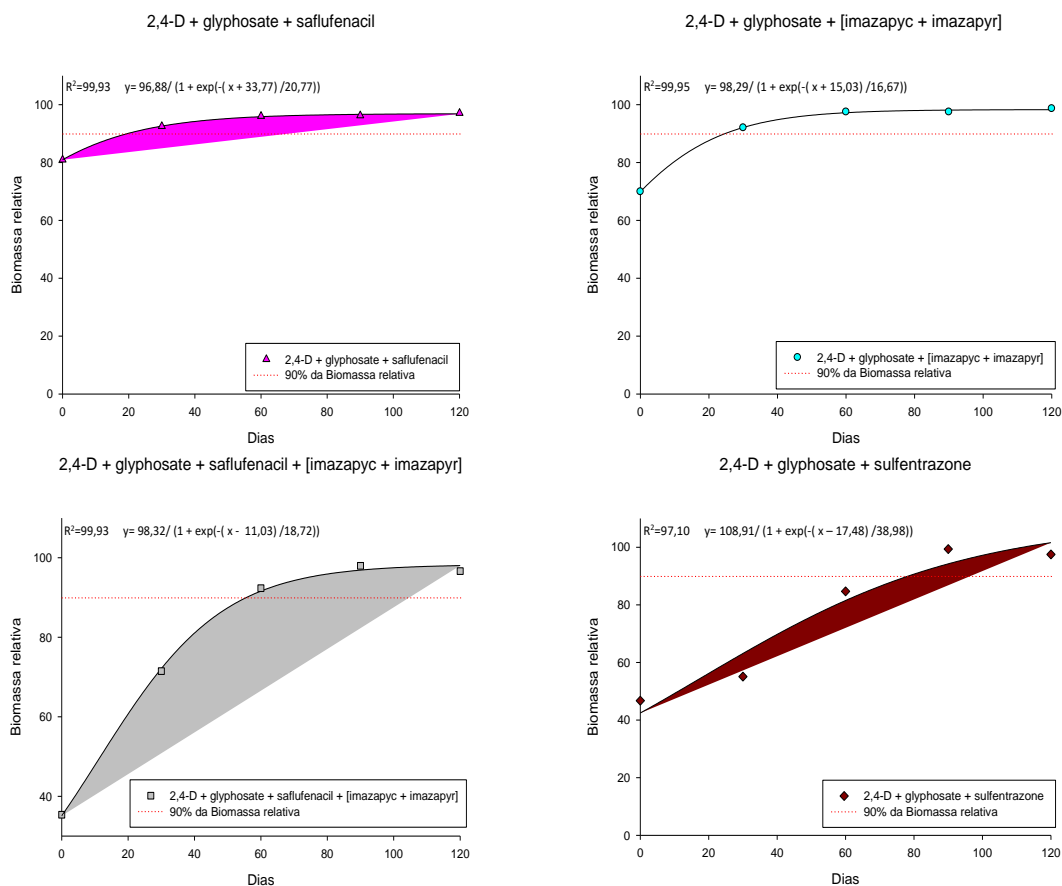 2,4-D + glyphosate + saflufenacil
R²=99,93 y= 96,88/ (1 + exp(-( x + 33,77) /20,77))
100
80
60
40
20
0
Biomassa relativa
2,4-D + glyphosate + saflufenacil
90% da Biomassa relativa
0 20 40 60 80 100 120
Dias
2,4-D + glyphosate + [imazapyc + imazapyr]
R²=99,95 y= 98,29/ (1 + exp(-( x + 15,03) /16,67))
100
80
60
40
20
0
Biomassa relativa
2,4-D + glyphosate + [imazapyc + imazapyr]
90% da Biomassa relativa
0 20 40 60 80 100 120
Dias
2,4-D + glyphosate + saflufenacil + [imazapyc + imazapyr]
R²=99,93 y= 98,32/ (1 + exp(-( x - 11,03) /18,72))
100
80
60
40
Biomassa relativa
2,4-D + glyphosate + saflufenacil + [imazapyc + imazapyr]
90% da Biomassa relativa
0 20 40 60 80 100 120
Dias
2,4-D + glyphosate + sulfentrazone
R²=97,10 y= 108,91/ (1 + exp(-( x – 17,48) /38,98))
100
80
60
40
20
0
Biomassa relativa
2,4-D + glyphosate + sulfentrazone
90% da Biomassa relativa
0 20 40 60 80 100 120
Dias